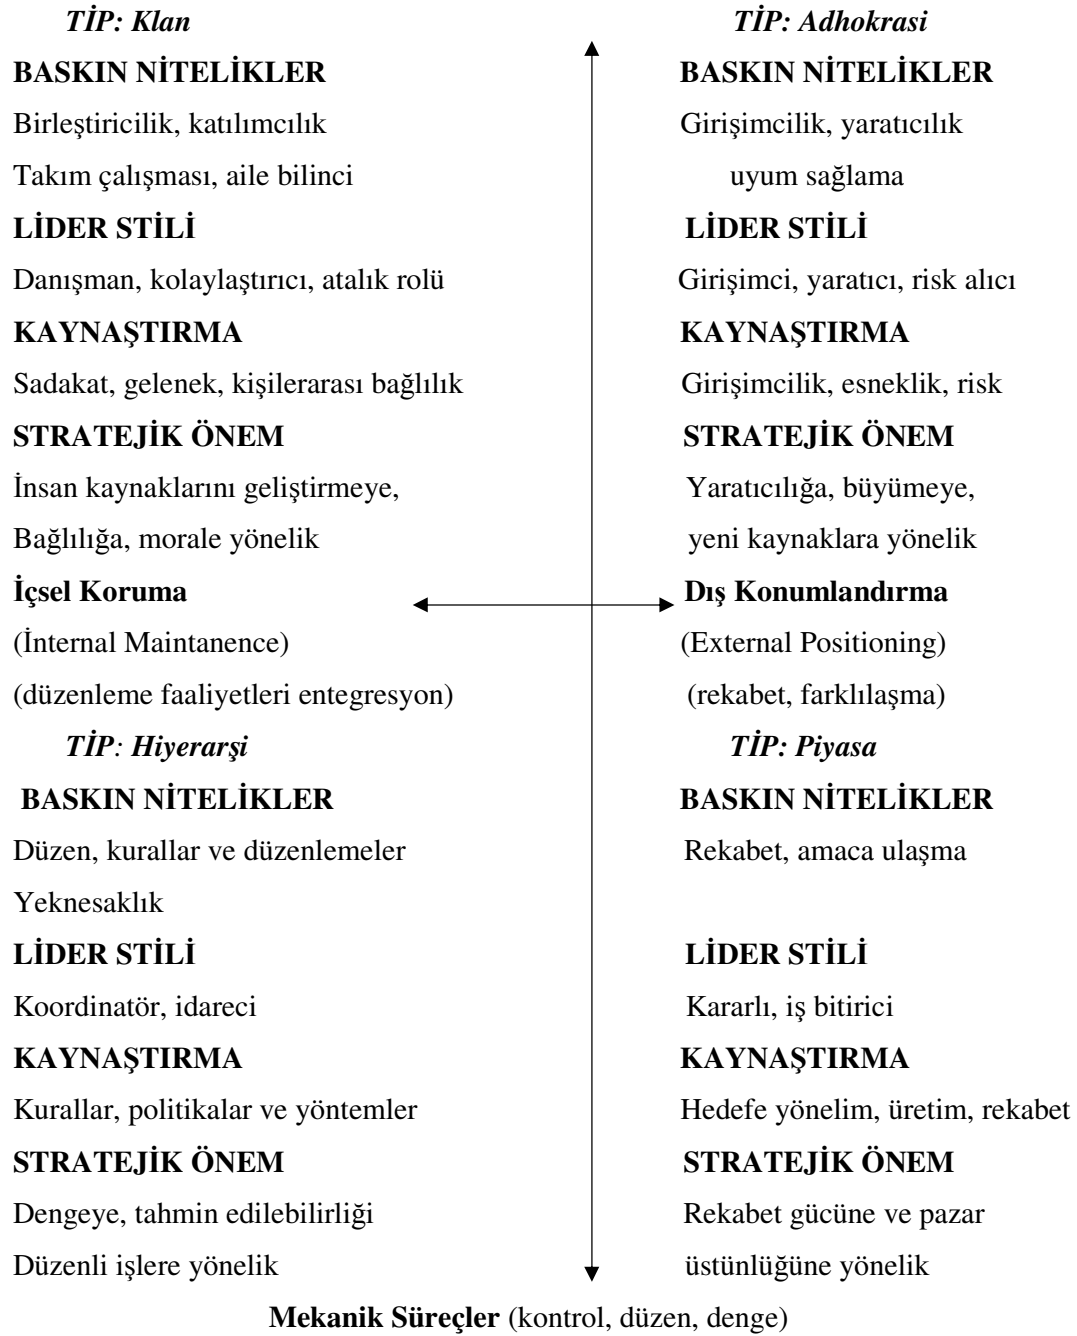 TİP: Klan
BASKIN NİTELİKLER
Birleştiricilik, katılımcılık
Takım çalışması, aile bilinci
LİDER STİLİ
Danışman, kolaylaştırıcı, atalık rolü
KAYNAŞTIRMA
Sadakat, gelenek, kişilerarası bağlılık
STRATEJİK ÖNEM
İnsan kaynaklarını geliştirmeye,
Bağlılığa, morale yönelik
TİP: Adhokrasi
BASKIN NİTELİKLER
Girişimcilik, yaratıcılık
uyum sağlama
LİDER STİLİ
Girişimci, yaratıcı, risk alıcı
KAYNAŞTIRMA
Girişimcilik, esneklik, risk
STRATEJİK ÖNEM
Yaratıcılığa, büyümeye,
yeni kaynaklara yönelik
İçsel Koruma
(İnternal Maintanence)
(düzenleme faaliyetleri entegresyon)
Dış Konumlandırma
(External Positioning)
(rekabet, farklılaşma)
TİP: Hiyerarşi
BASKIN NİTELİKLER
Düzen, kurallar ve düzenlemeler
Yeknesaklık
LİDER STİLİ
Koordinatör, idareci
KAYNAŞTIRMA
Kurallar, politikalar ve yöntemler
STRATEJİK ÖNEM
Dengeye, tahmin edilebilirliği
Düzenli işlere yönelik
TİP: Piyasa
BASKIN NİTELİKLER
Rekabet, amaca ulaşma
LİDER STİLİ
Kararlı, iş bitirici
KAYNAŞTIRMA
Hedefe yönelim, üretim, rekabet
STRATEJİK ÖNEM
Rekabet gücüne ve pazar
üstünlüğüne yönelik
Mekanik Süreçler (kontrol, düzen, denge)